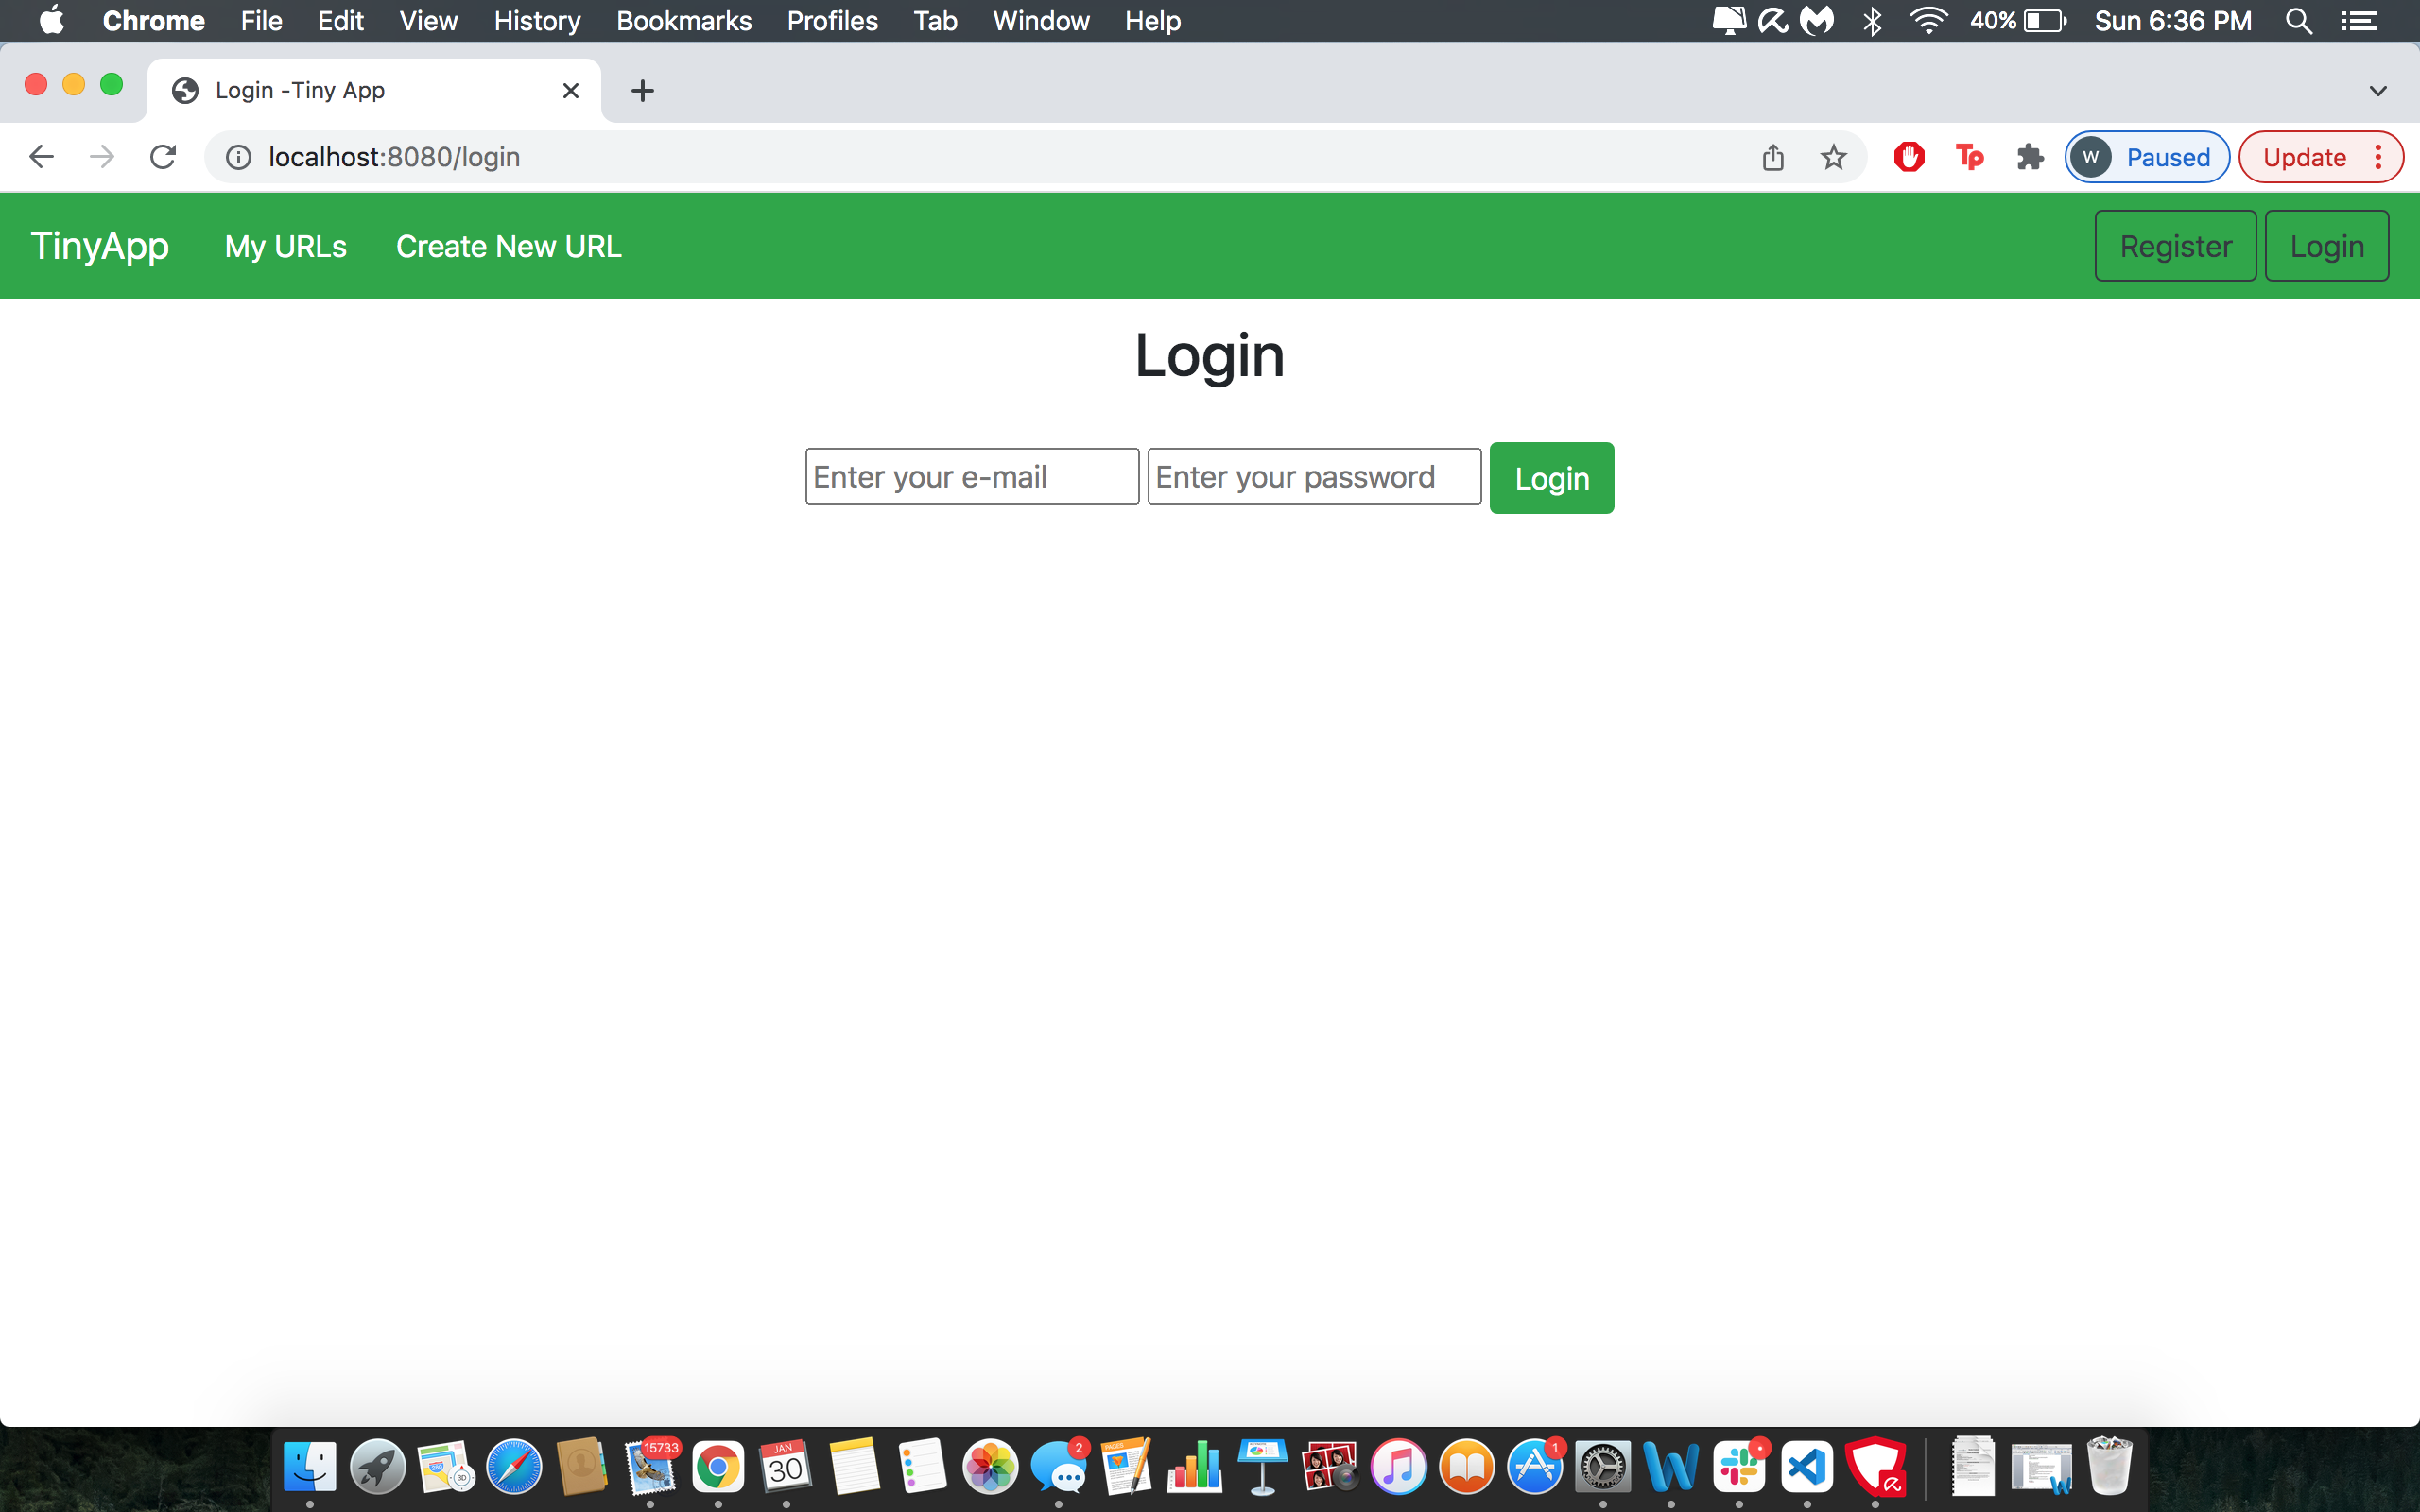 Chrome File Edit View History Bookmarks Profiles Tab Window Help 40% Sun 6:36 PM
Login -Tiny App
localhost:8080/login W Paused Update
TinyApp My URLs Create New URL Register Login
Login
Enter your e-mail Enter your password Login
15733 JAN 30 2 PAGES 1